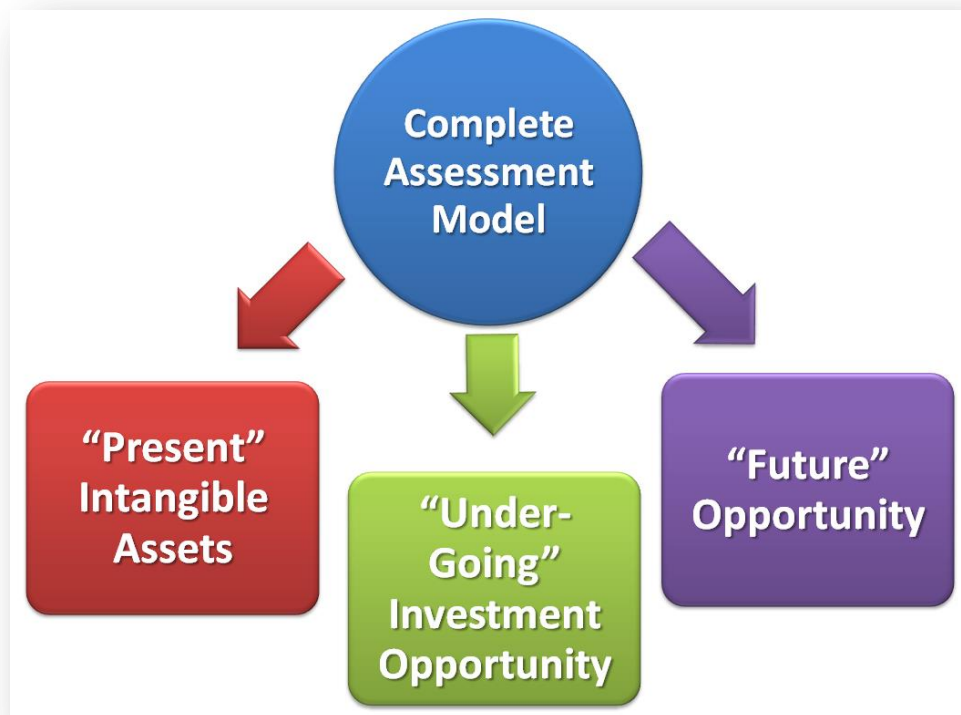 Complete
Assessment
Model
“Present”
Intangible
Assets
“Under-
Going”
Investment
Opportunity
“Future”
Opportunity